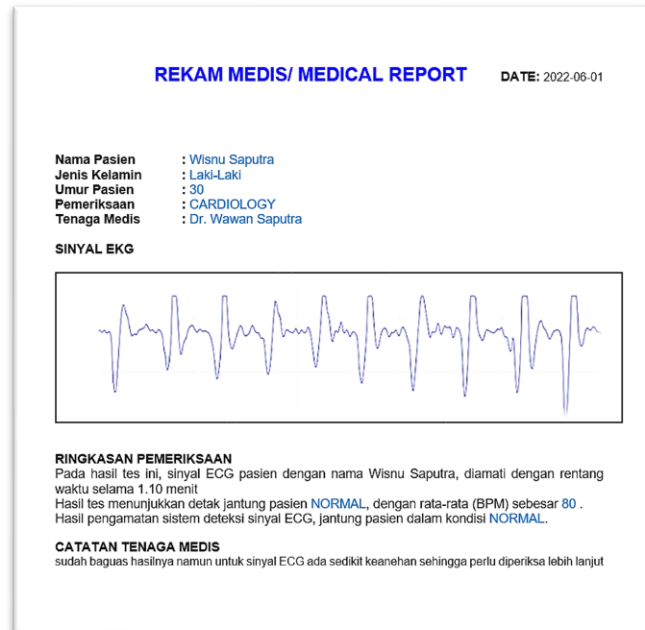 REKAM MEDIS/ MEDICAL REPORT DATE: 2022-06-01
Nama Pasien : Wisnu Saputra
Jenis Kelamin : Laki-Laki
Umur Pasien : 30
Pemeriksaan : CARDIOLOGY
Tenaga Medis : Dr. Wawan Saputra
SINYAL EKG
RINGKASAN PEMERIKSAAN
Pada hasil tes ini, sinyal ECG pasien dengan nama Wisnu Saputra, diamati dengan rentang
waktu selama 1.10 menit
Hasil tes menunjukkan detak jantung pasien NORMAL, dengan rata-rata (BPM) sebesar 80 .
Hasil pengamatan sistem deteksi sinyal ECG, jantung pasien dalam kondisi NORMAL.
CATATAN TENAGA MEDIS
sudah baguas hasilnya namun untuk sinyal ECG ada sedikit keanehan sehingga perlu diperiksa lebih lanjut